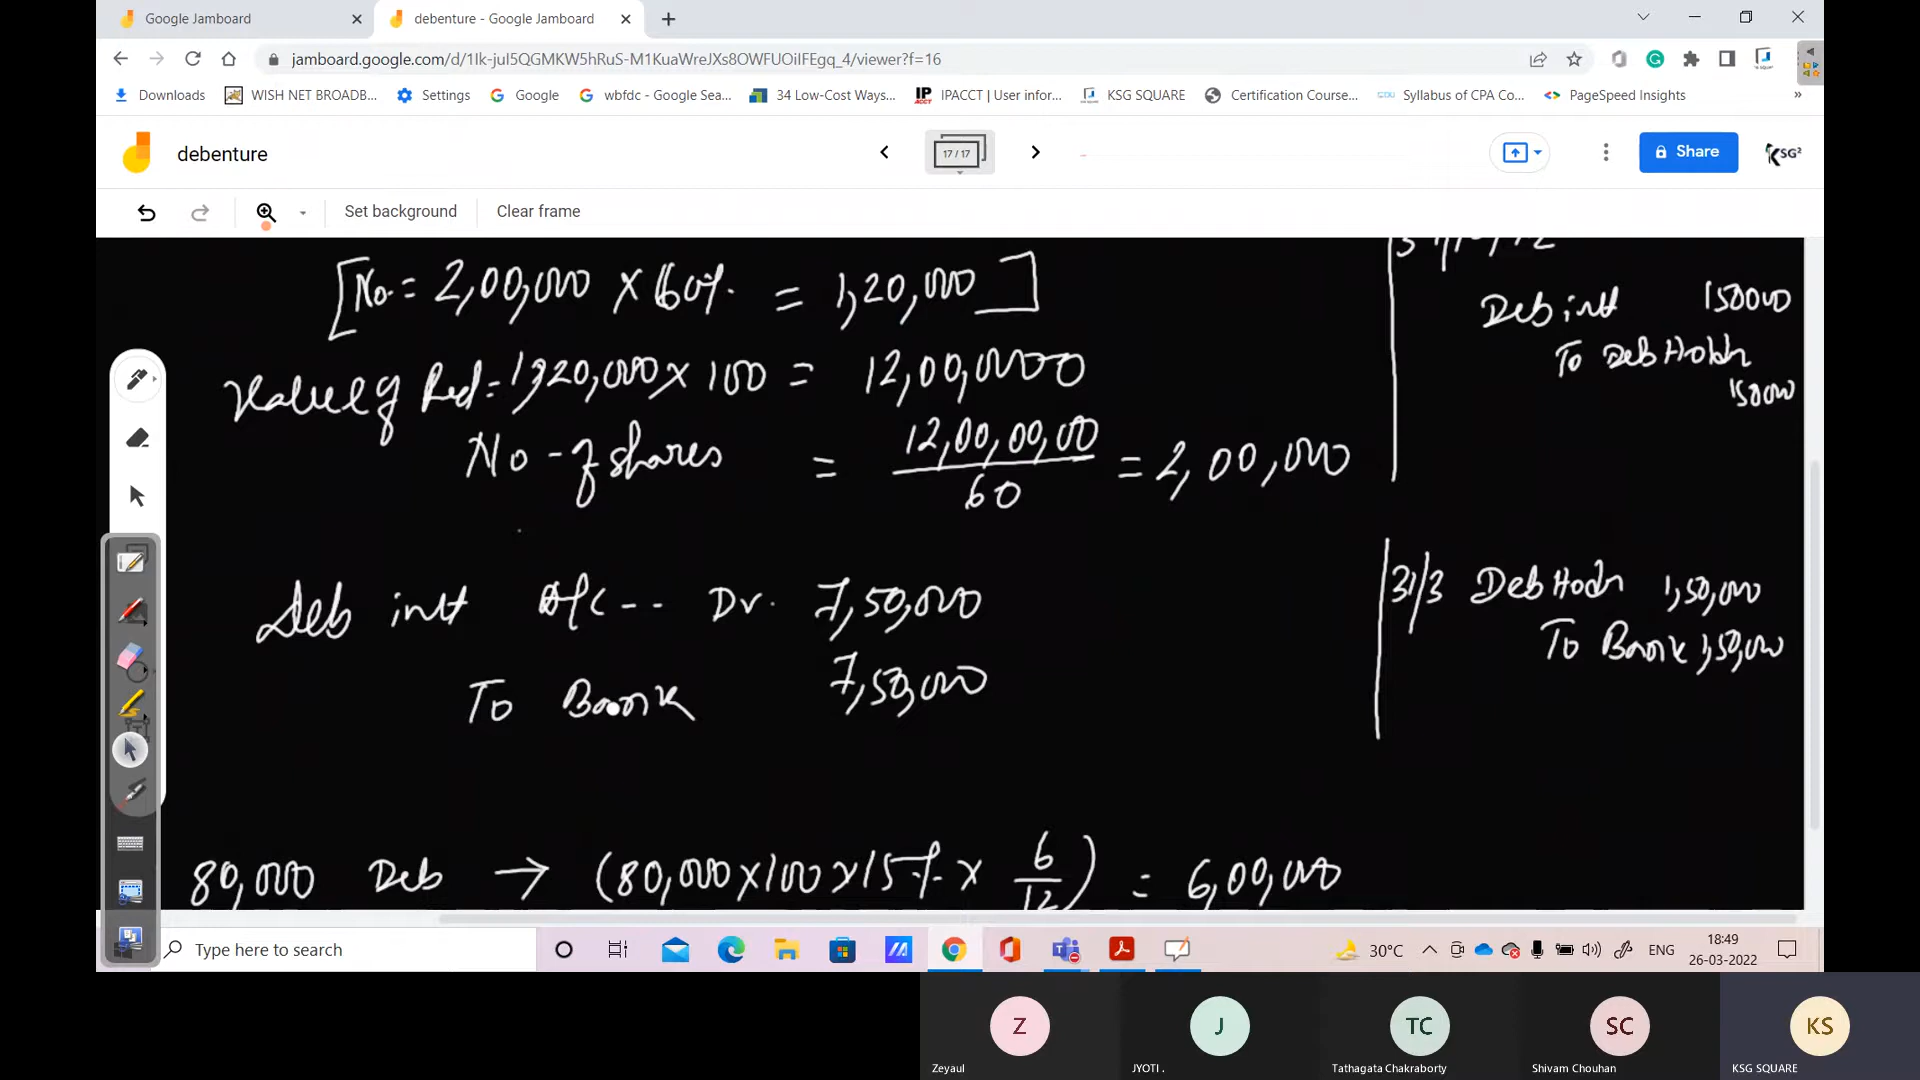 Google Jamboard
debenture - Google Jamboard
jamboard.google.com/d/1Ik-juI5QGMKW5hRuS-M1KuaWreJXs8OWFUOiIFEgq_4/viewer?f=16
Downloads WISH NET BROADB... Settings Google wbfdc - Google Sea... 34 Low-Cost Ways... IPACCT | User infor... KSG SQUARE Certification Course... Syllabus of CPA Co... PageSpeed Insights »
debenture
17 / 17
Share
KSG²
Set background Clear frame
[No. = 2,00,000 × 60%. = 1,20,000]
Value of Red = 1,20,000 × 100 = 12,00,0000
No - of shares = 12,00,00,00 / 60 = 2,00,000
Deb int A/C -- Dr. 7,50,000
To Bank 7,50,000
80,000 Deb → (80,000 × 100 × 15%. × 6/12) = 6,00,000
Deb int 150000
To Deb Holdr
150000
31/3 Deb Hodr 1,50,000
To Bank 1,50,000
Type here to search
30°C ENG
18:49
26-03-2022
Z J TC SC KS
Zeyaul JYOTI . Tathagata Chakraborty Shivam Chouhan KSG SQUARE